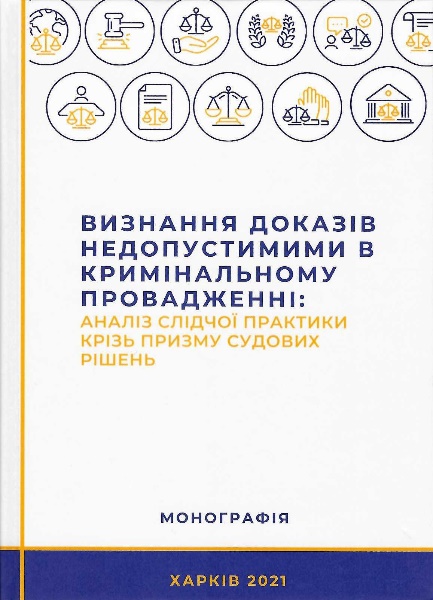 ВИЗНАННЯ ДОКАЗІВ
НЕДОПУСТИМИМИ В
КРИМІНАЛЬНОМУ
ПРОВАДЖЕННІ:
АНАЛІЗ СЛІДЧОЇ ПРАКТИКИ
КРІЗЬ ПРИЗМУ СУДОВИХ
РІШЕНЬ
МОНОГРАФІЯ
ХАРКІВ 2021